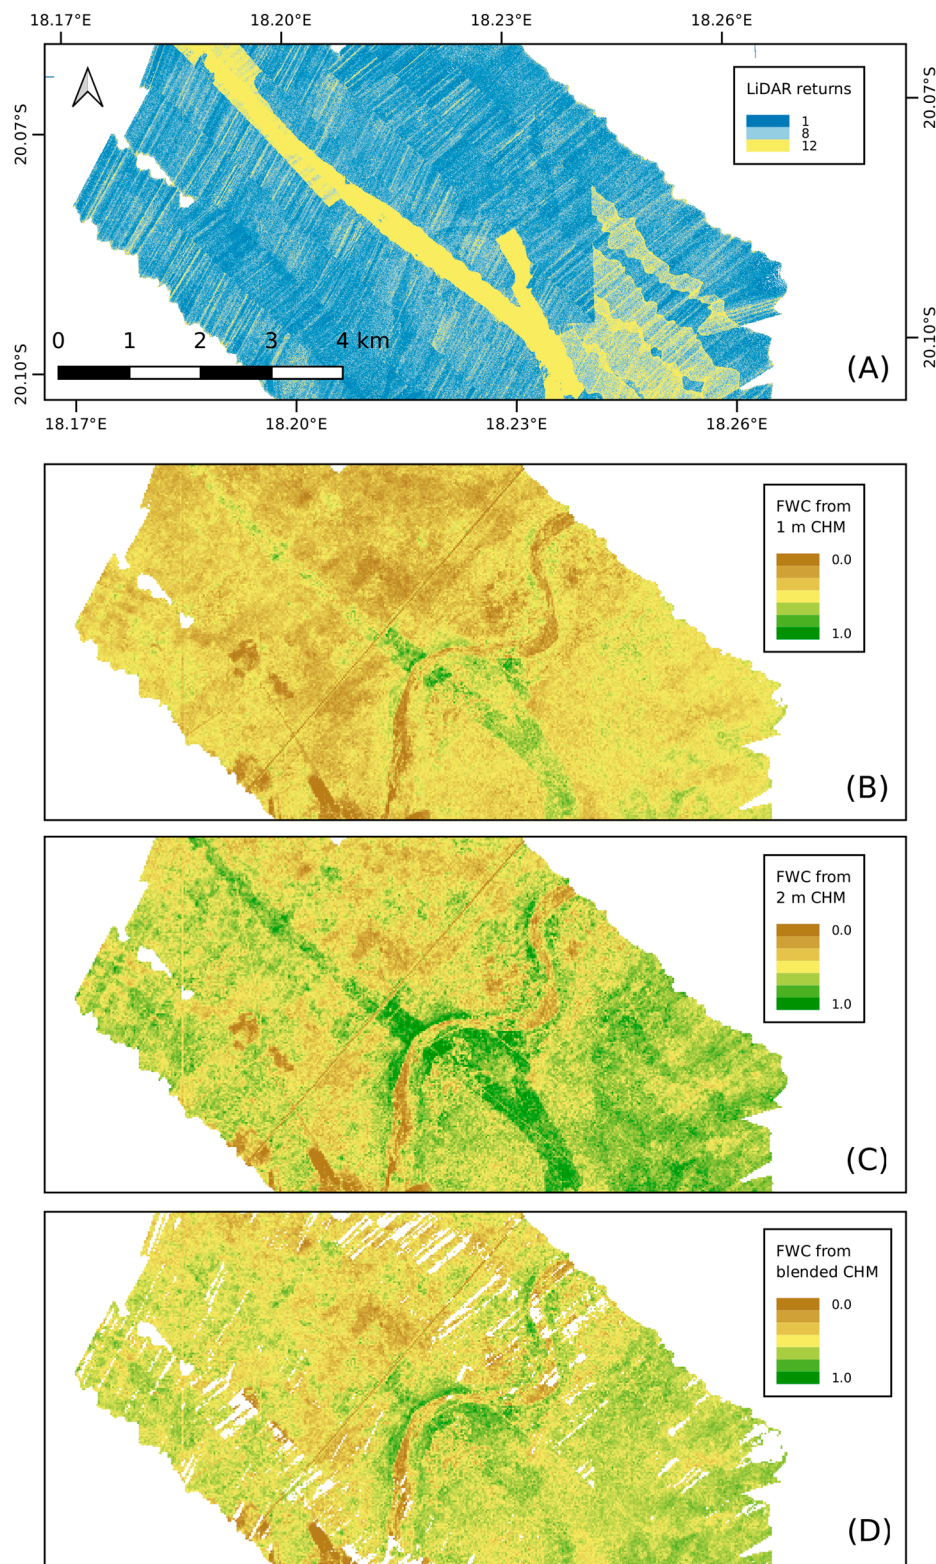 18.17°E 18.20°E 18.23°E 18.26°E
20.07°S
20.07°S
LiDAR returns
1
8
12
0 1 2 3 4 km
20.10°S
20.10°S
(A)
18.17°E 18.20°E 18.23°E 18.26°E
FWC from
1 m CHM
0.0
1.0
(B)
FWC from
2 m CHM
0.0
1.0
(C)
FWC from
blended CHM
0.0
1.0
(D)